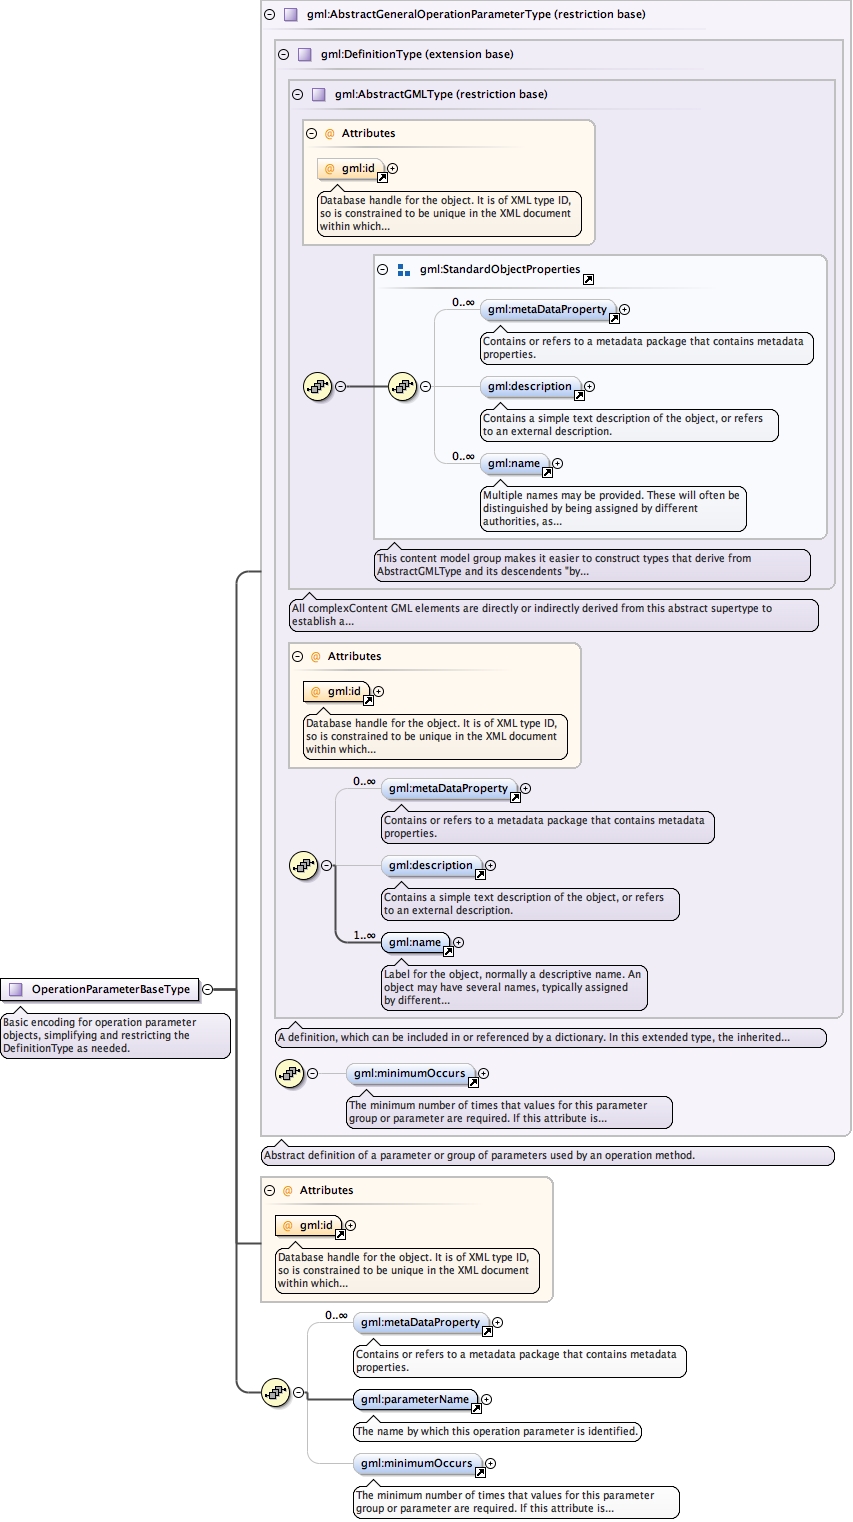 gml:AbstractGeneralOperationParameterType (restriction base)
gml:DefinitionType (extension base)
gml:AbstractGMLType (restriction base)
@ Attributes
@ gml:id
Database handle for the object. It is of XML type ID,
so is constrained to be unique in the XML document
within which...
gml:StandardObjectProperties
0..∞
gml:metaDataProperty
Contains or refers to a metadata package that contains metadata
properties.
gml:description
Contains a simple text description of the object, or refers
to an external description.
0..∞
gml:name
Multiple names may be provided. These will often be
distinguished by being assigned by different
authorities, as...
This content model group makes it easier to construct types that derive from
AbstractGMLType and its descendents "by...
All complexContent GML elements are directly or indirectly derived from this abstract supertype to
establish a...
@ Attributes
@ gml:id
Database handle for the object. It is of XML type ID,
so is constrained to be unique in the XML document
within which...
0..∞
gml:metaDataProperty
Contains or refers to a metadata package that contains metadata
properties.
gml:description
Contains a simple text description of the object, or refers
to an external description.
1..∞
gml:name
Label for the object, normally a descriptive name. An
object may have several names, typically assigned
by different...
OperationParameterBaseType
Basic encoding for operation parameter
objects, simplifying and restricting the
DefinitionType as needed.
A definition, which can be included in or referenced by a dictionary. In this extended type, the inherited...
gml:minimumOccurs
The minimum number of times that values for this parameter
group or parameter are required. If this attribute is...
Abstract definition of a parameter or group of parameters used by an operation method.
@ Attributes
@ gml:id
Database handle for the object. It is of XML type ID,
so is constrained to be unique in the XML document
within which...
0..∞
gml:metaDataProperty
Contains or refers to a metadata package that contains metadata
properties.
gml:parameterName
The name by which this operation parameter is identified.
gml:minimumOccurs
The minimum number of times that values for this parameter
group or parameter are required. If this attribute is...